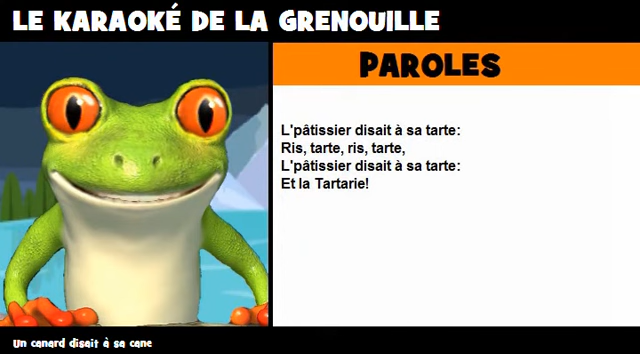 LE KARAOKÉ DE LA GRENOUILLE
PAROLES
L'pâtissier disait à sa tarte:
Ris, tarte, ris, tarte,
L'pâtissier disait à sa tarte:
Et la Tartarie!
Un canard disait à sa cane